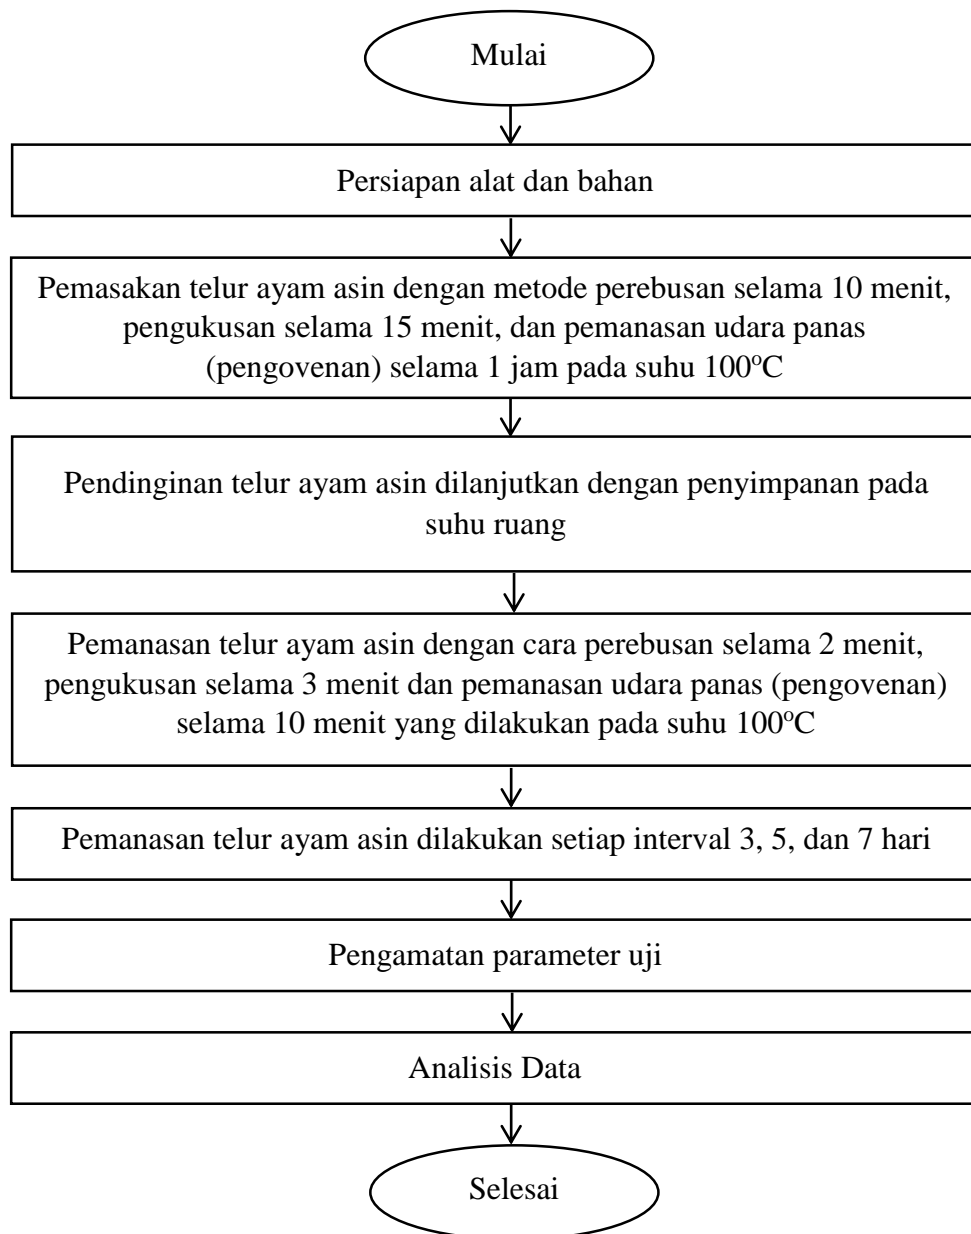 Mulai
Persiapan alat dan bahan
Pemasakan telur ayam asin dengan metode perebusan selama 10 menit,
pengukusan selama 15 menit, dan pemanasan udara panas
(pengovenan) selama 1 jam pada suhu 100°C
Pendinginan telur ayam asin dilanjutkan dengan penyimpanan pada
suhu ruang
Pemanasan telur ayam asin dengan cara perebusan selama 2 menit,
pengukusan selama 3 menit dan pemanasan udara panas (pengovenan)
selama 10 menit yang dilakukan pada suhu 100°C
Pemanasan telur ayam asin dilakukan setiap interval 3, 5, dan 7 hari
Pengamatan parameter uji
Analisis Data
Selesai